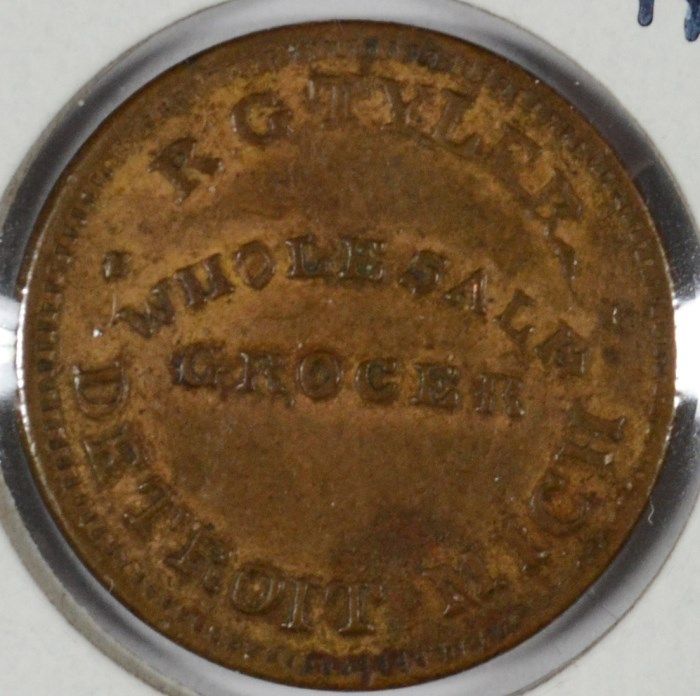 R G TYLER
WHOLESALE
GROCER
DETROIT MICH